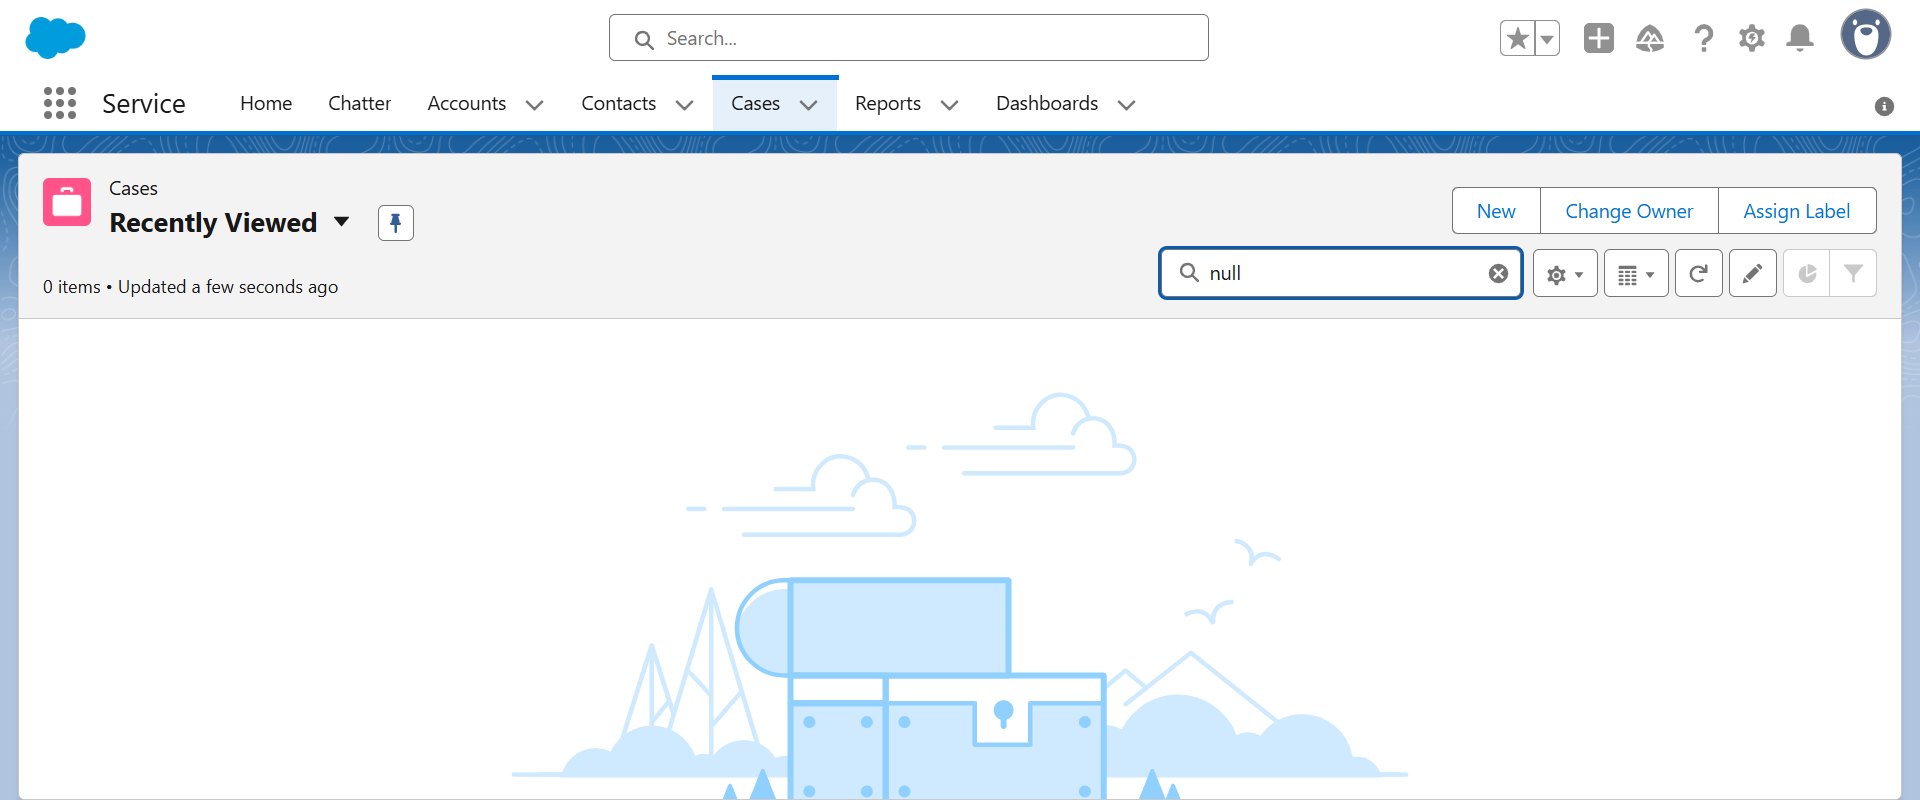 Search...
Service
Home
Chatter
Accounts
Contacts
Cases
Reports
Dashboards
Cases
Recently Viewed
New
Change Owner
Assign Label
0 items • Updated a few seconds ago
null